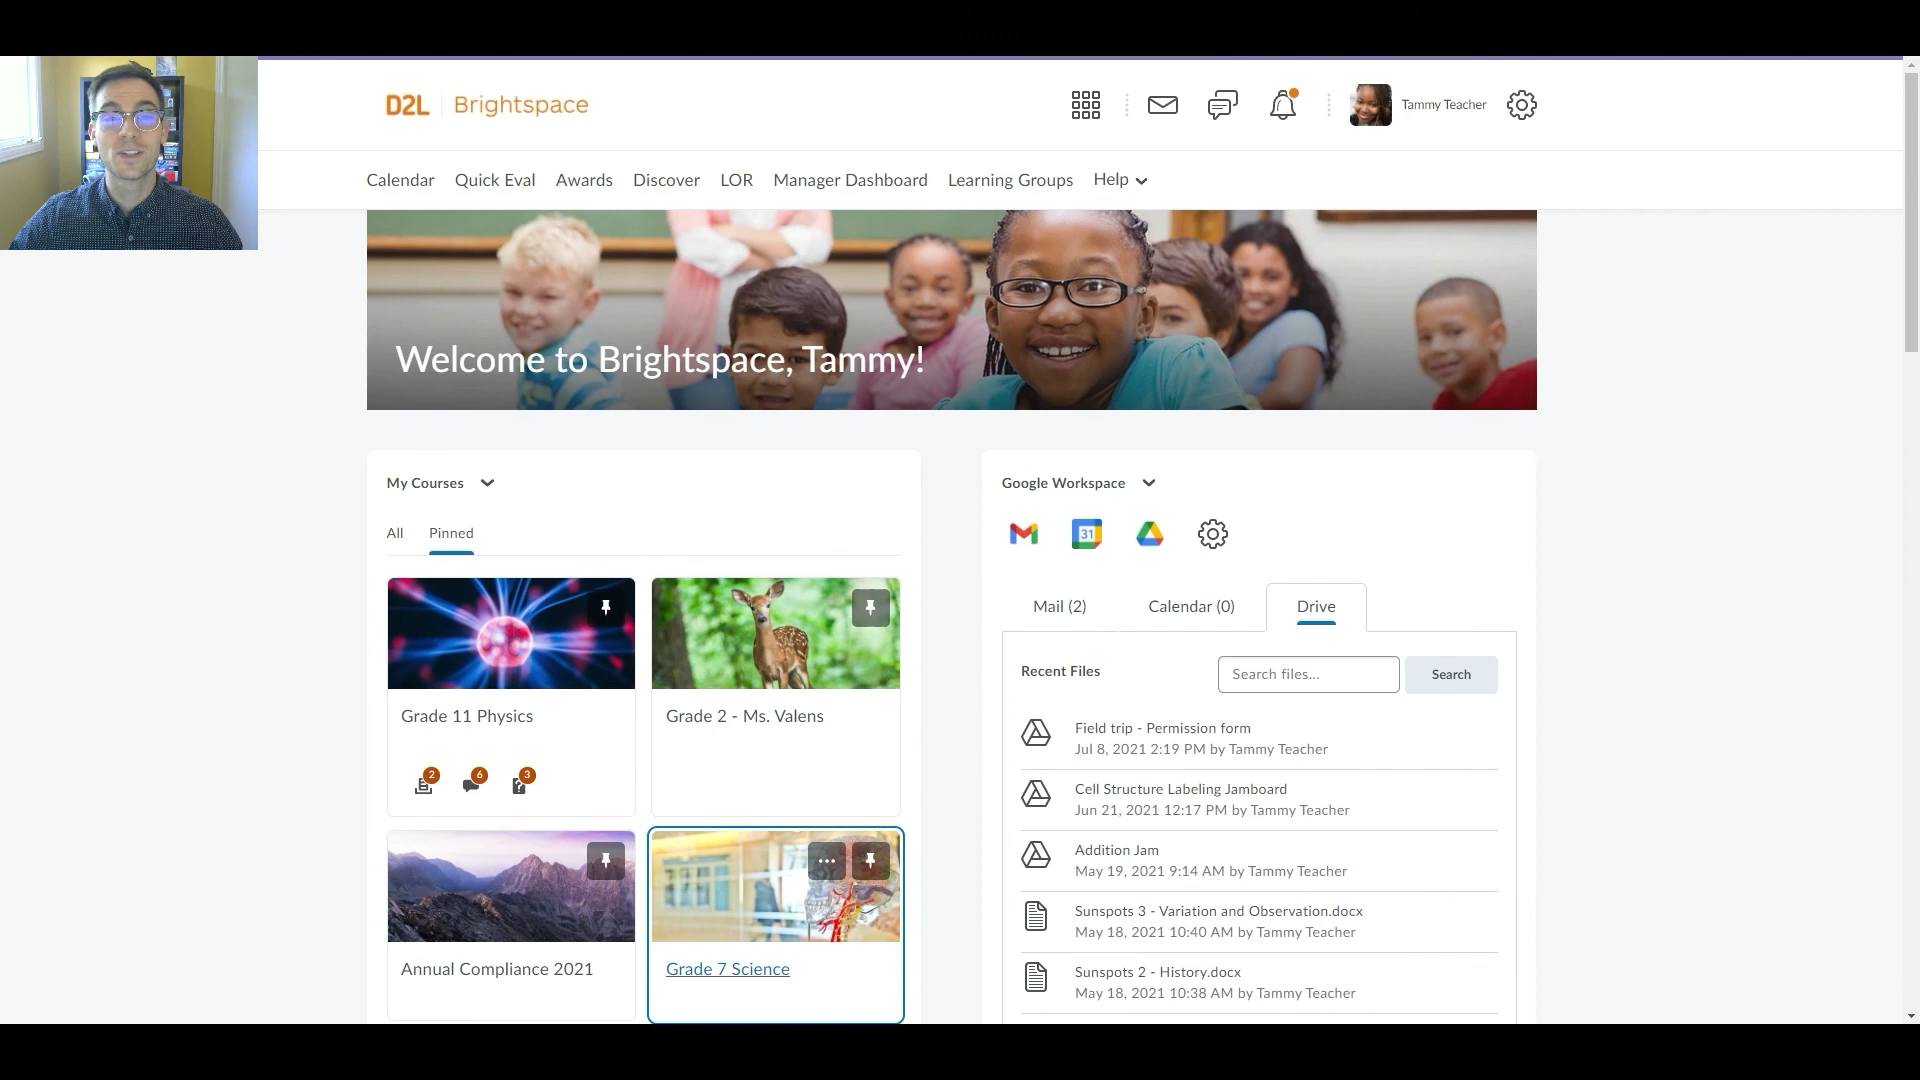 D2L Brightspace
Tammy Teacher
Calendar Quick Eval Awards Discover LOR Manager Dashboard Learning Groups Help
Welcome to Brightspace, Tammy!
My Courses
All Pinned
Grade 11 Physics
2 6 3
Grade 2 - Ms. Valens
Annual Compliance 2021
Grade 7 Science
Google Workspace
31
Mail (2) Calendar (0) Drive
Recent Files Search files... Search
Field trip - Permission form
Jul 8, 2021 2:19 PM by Tammy Teacher
Cell Structure Labeling Jamboard
Jun 21, 2021 12:17 PM by Tammy Teacher
Addition Jam
May 19, 2021 9:14 AM by Tammy Teacher
Sunspots 3 - Variation and Observation.docx
May 18, 2021 10:40 AM by Tammy Teacher
Sunspots 2 - History.docx
May 18, 2021 10:38 AM by Tammy Teacher